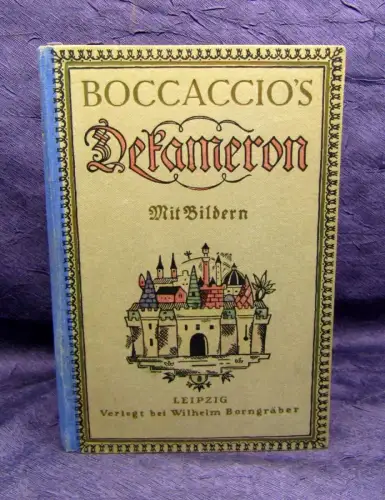 BOCCACCIO'S
Dekameron
Mit Bildern
LEIPZIG
Verlegt bei Wilhelm Borngräber